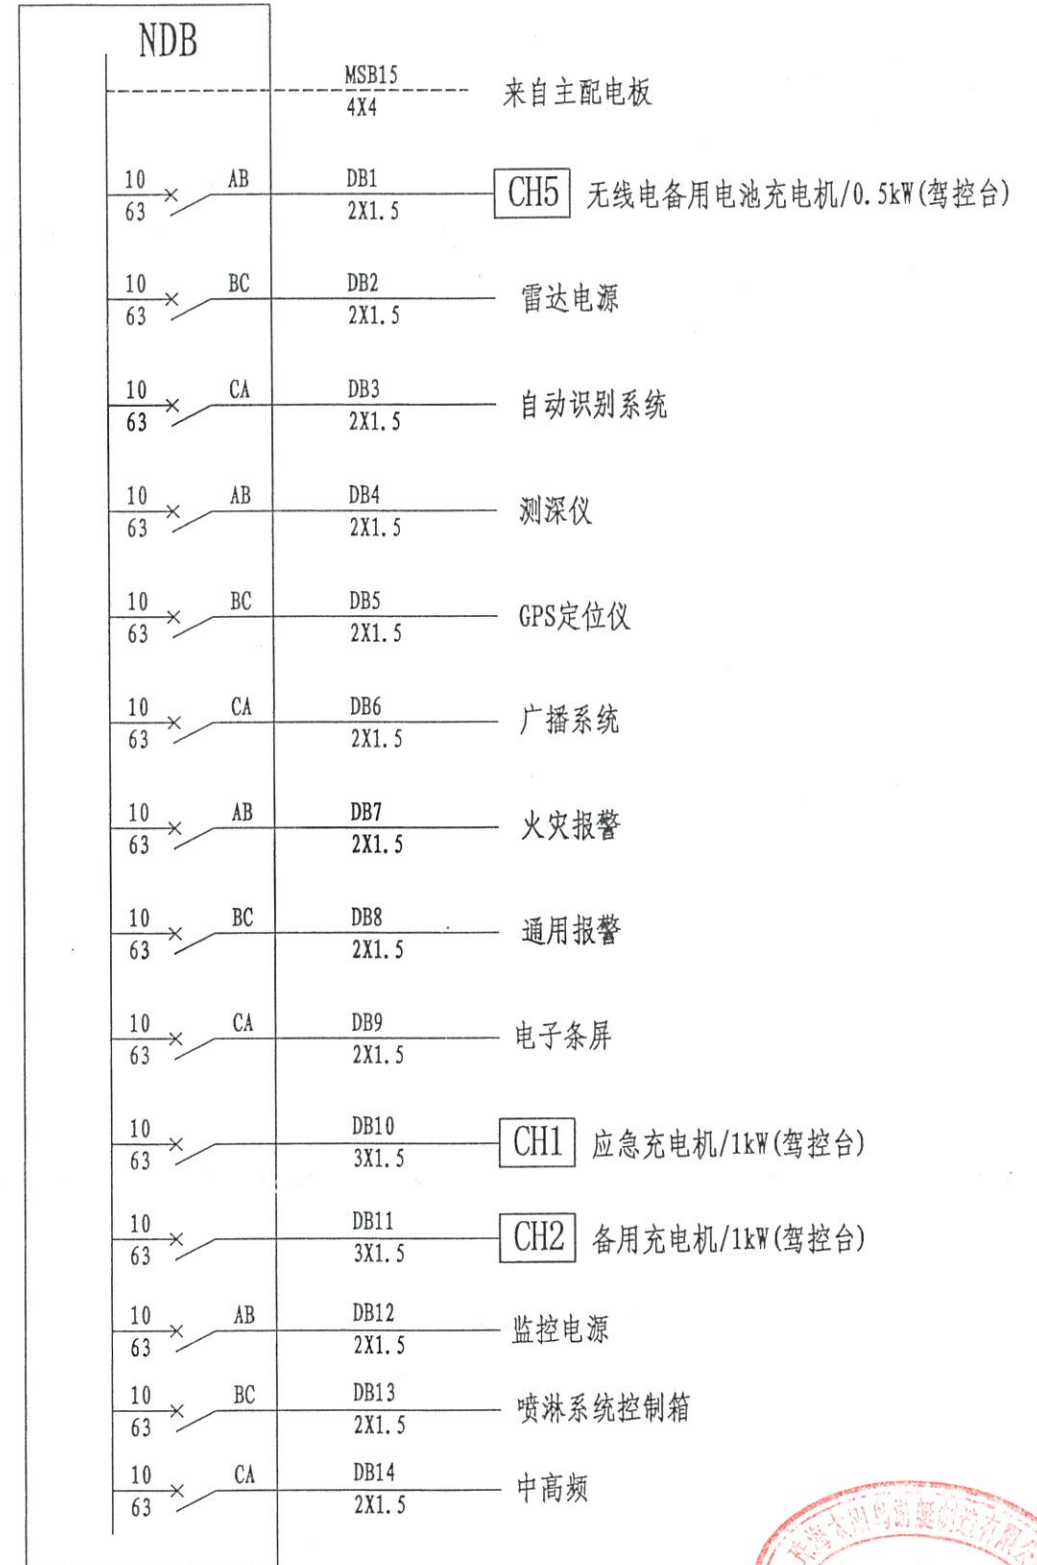 NDB
MSB15
4X4
来自主配电板
10 AB DB1
63 2X1.5
CH5 无线电备用电池充电机/0.5kW(驾控台)
10 BC DB2
63 2X1.5
雷达电源
10 CA DB3
63 2X1.5
自动识别系统
10 AB DB4
63 2X1.5
测深仪
10 BC DB5
63 2X1.5
GPS定位仪
10 CA DB6
63 2X1.5
广播系统
10 AB DB7
63 2X1.5
火灾报警
10 BC DB8
63 2X1.5
通用报警
10 CA DB9
63 2X1.5
电子条屏
10 DB10
63 3X1.5
CH1 应急充电机/1kW(驾控台)
10 DB11
63 3X1.5
CH2 备用充电机/1kW(驾控台)
10 AB DB12
63 2X1.5
监控电源
10 BC DB13
63 2X1.5
喷淋系统控制箱
10 CA DB14
63 2X1.5
中高频